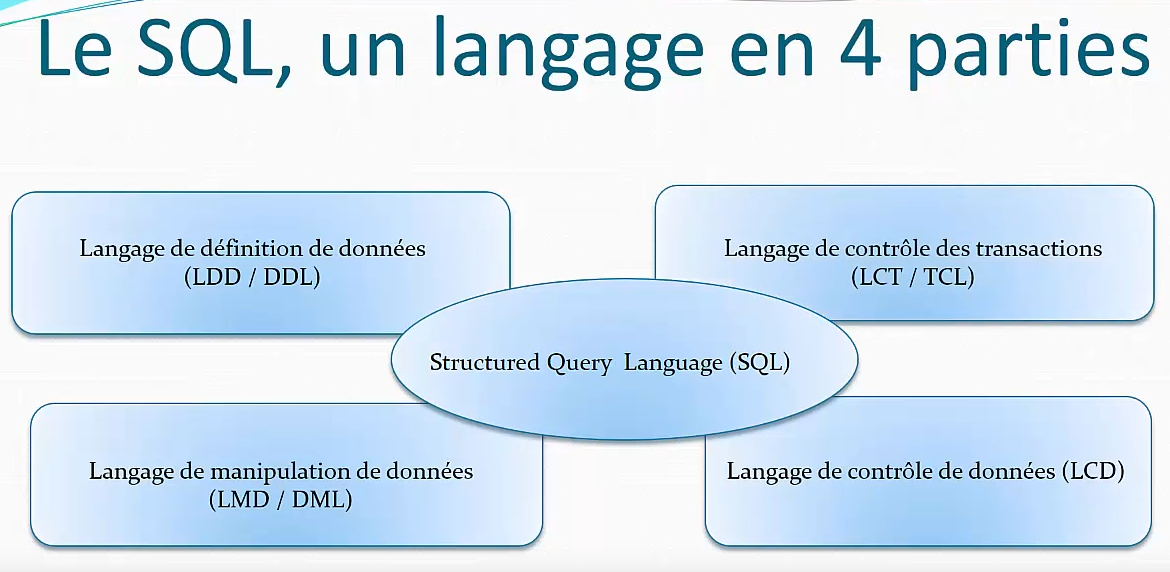 Le SQL, un langage en 4 parties
Langage de définition de données
(LDD / DDL)
Langage de contrôle des transactions
(LCT / TCL)
Structured Query Language (SQL)
Langage de manipulation de données
(LMD / DML)
Langage de contrôle de données (LCD)